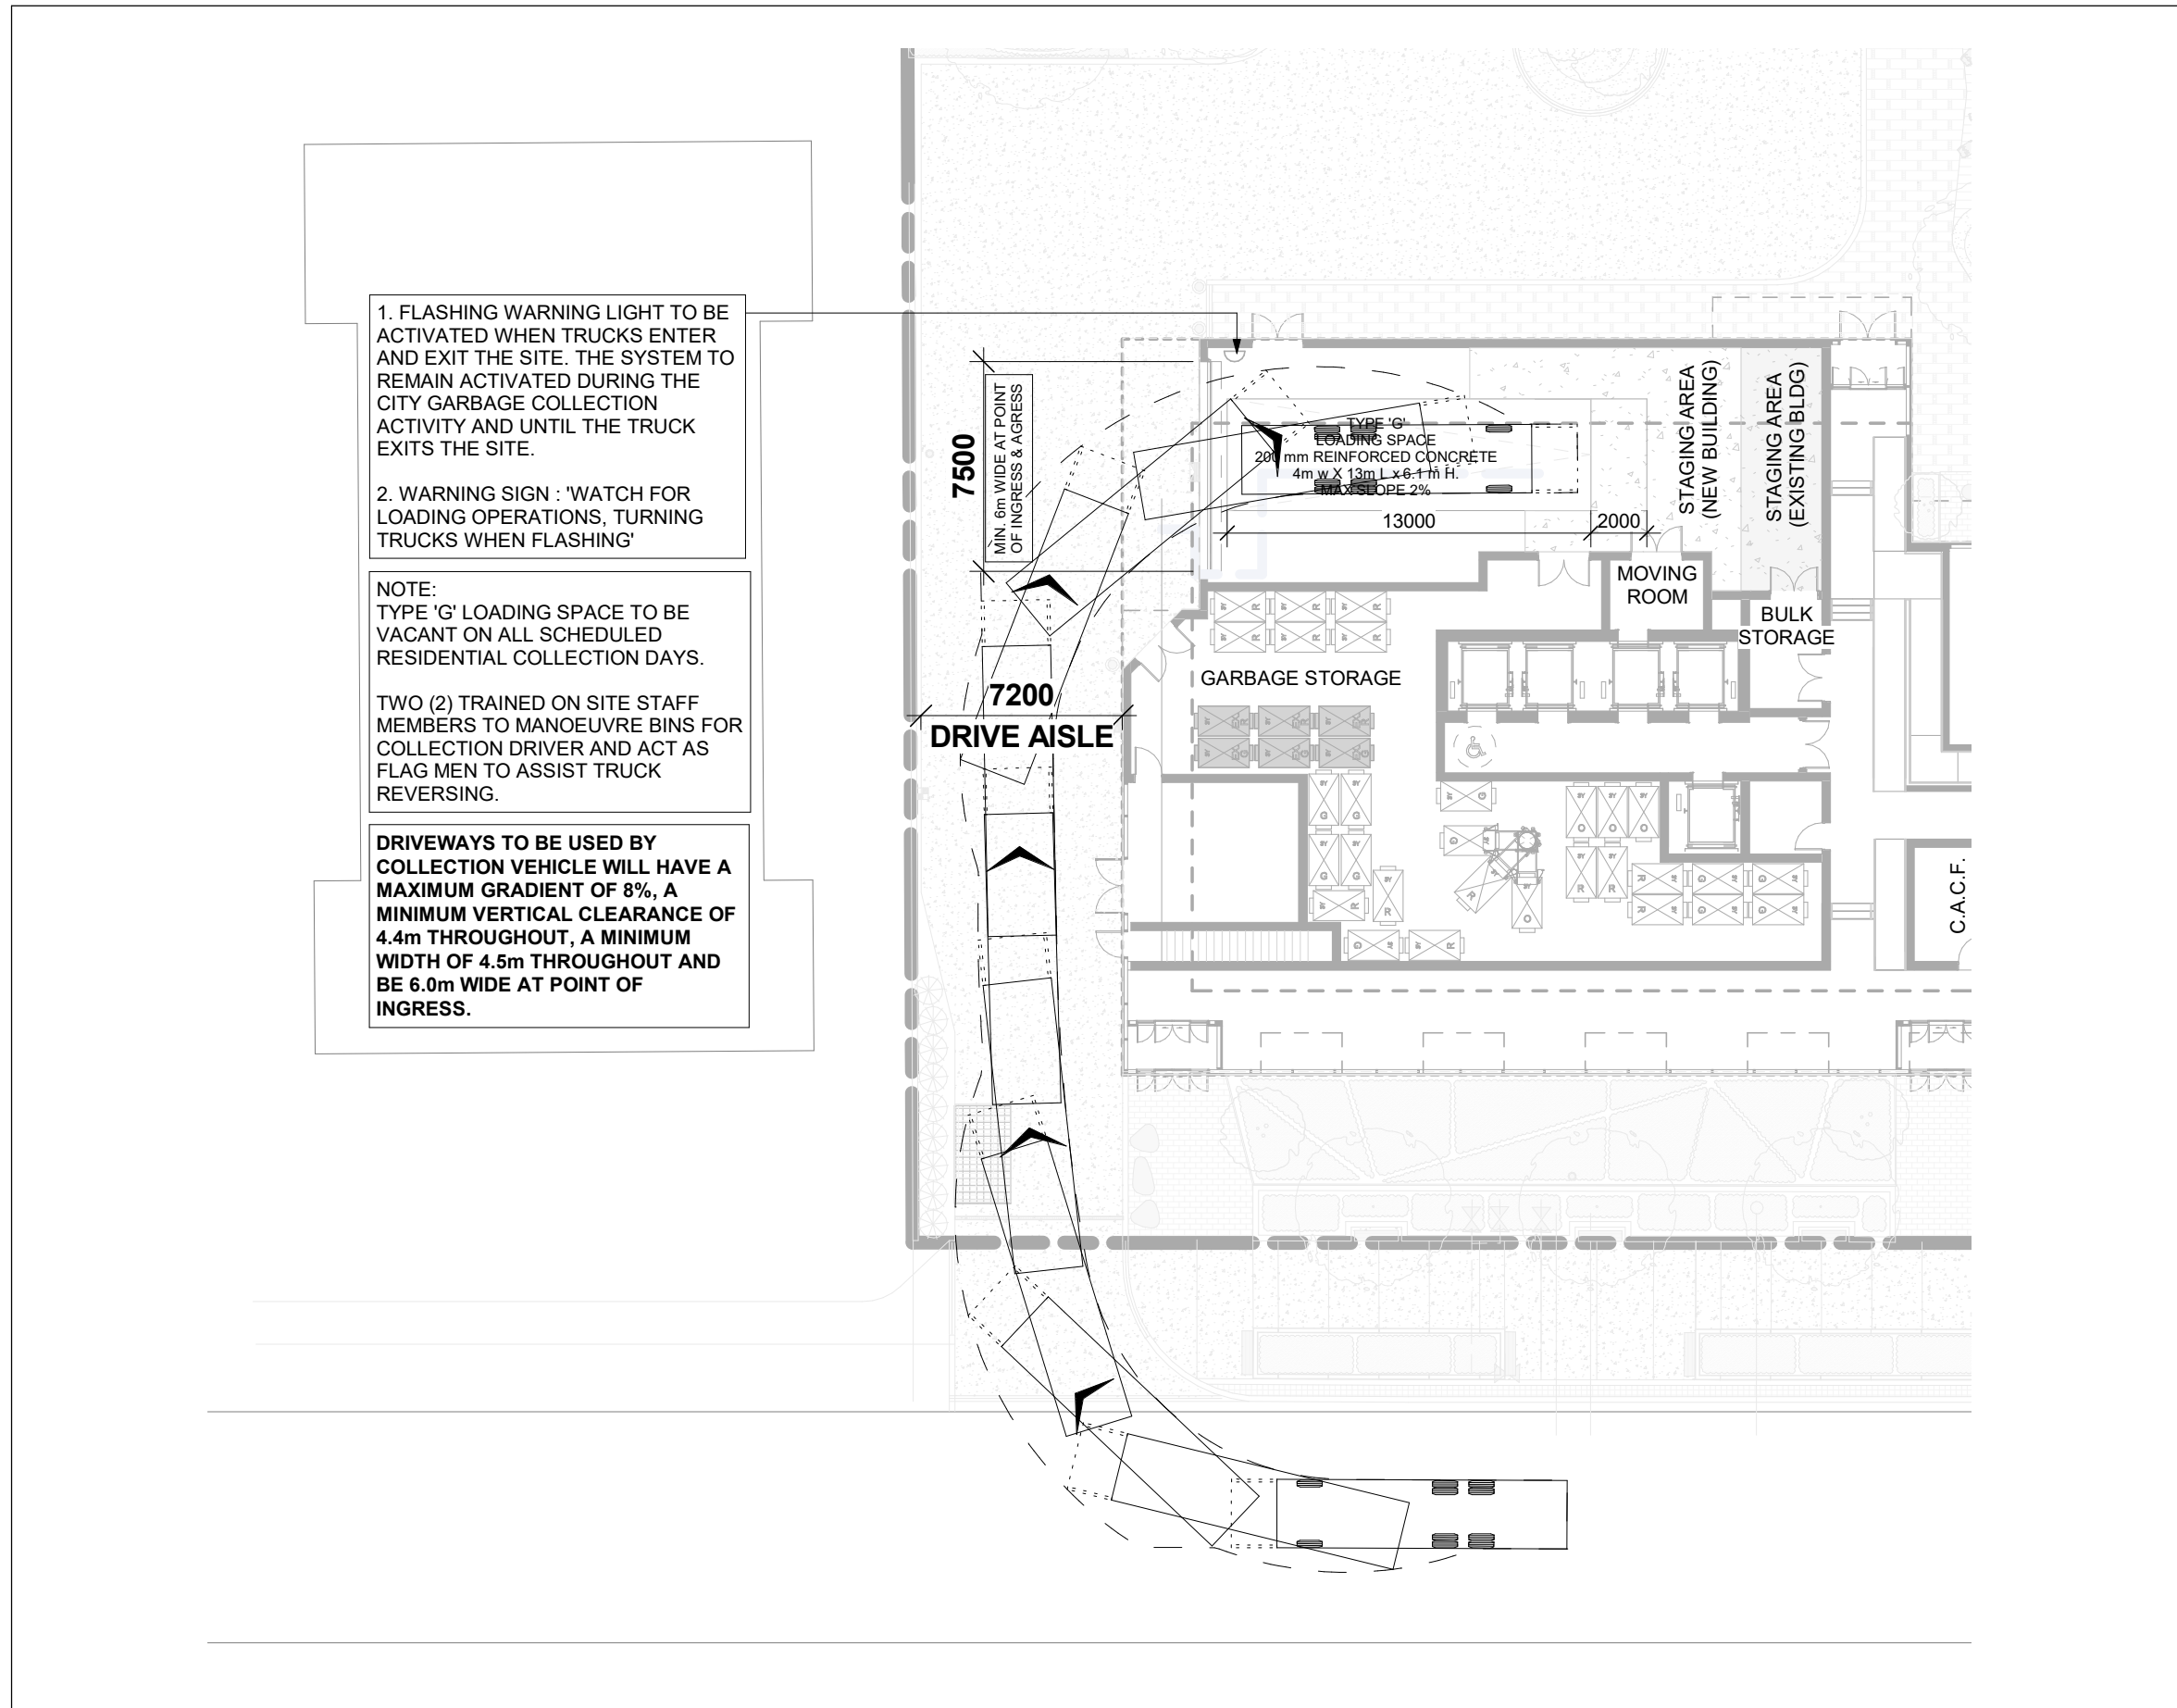 1. FLASHING WARNING LIGHT TO BE
ACTIVATED WHEN TRUCKS ENTER
AND EXIT THE SITE. THE SYSTEM TO
REMAIN ACTIVATED DURING THE
CITY GARBAGE COLLECTION
ACTIVITY AND UNTIL THE TRUCK
EXITS THE SITE.
2. WARNING SIGN : 'WATCH FOR
LOADING OPERATIONS, TURNING
TRUCKS WHEN FLASHING'
NOTE:
TYPE 'G' LOADING SPACE TO BE
VACANT ON ALL SCHEDULED
RESIDENTIAL COLLECTION DAYS.
TWO (2) TRAINED ON SITE STAFF
MEMBERS TO MANOEUVRE BINS FOR
COLLECTION DRIVER AND ACT AS
FLAG MEN TO ASSIST TRUCK
REVERSING.
DRIVEWAYS TO BE USED BY
COLLECTION VEHICLE WILL HAVE A
MAXIMUM GRADIENT OF 8%, A
MINIMUM VERTICAL CLEARANCE OF
4.4m THROUGHOUT, A MINIMUM
WIDTH OF 4.5m THROUGHOUT AND
BE 6.0m WIDE AT POINT OF
INGRESS.
7500
MIN. 6m WIDE AT POINT
OF INGRESS & AGRESS
TYPE 'G'
LOADING SPACE
200 mm REINFORCED CONCRETE
4m w X 13m L x 6.1 m H.
MAX SLOPE 2%
13000
2000
STAGING AREA
(NEW BUILDING)
STAGING AREA
(EXISTING BLDG)
MOVING
ROOM
BULK
STORAGE
GARBAGE STORAGE
7200
DRIVE AISLE
C.A.C.F.